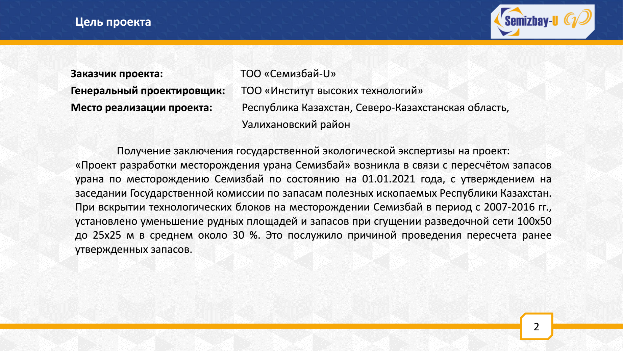 Цель проекта
Semizbay-U
Заказчик проекта: ТОО «Семизбай-U»
Генеральный проектировщик: ТОО «Институт высоких технологий»
Место реализации проекта: Республика Казахстан, Северо-Казахстанская область,
Уалихановский район
Получение заключения государственной экологической экспертизы на проект:
«Проект разработки месторождения урана Семизбай» возникла в связи с пересчётом запасов
урана по месторождению Семизбай по состоянию на 01.01.2021 года, с утверждением на
заседании Государственной комиссии по запасам полезных ископаемых Республики Казахстан.
При вскрытии технологических блоков на месторождении Семизбай в период с 2007-2016 гг.,
установлено уменьшение рудных площадей и запасов при сгущении разведочной сети 100х50
до 25х25 м в среднем около 30 %. Это послужило причиной проведения пересчета ранее
утвержденных запасов.
2